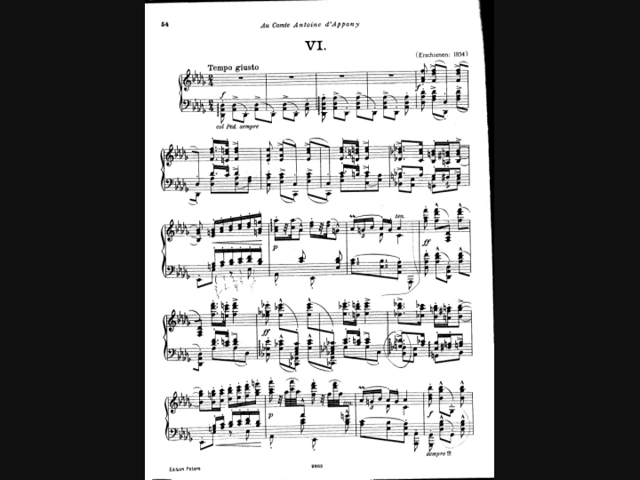 54
Au Comte Antoine d'Appony
VI.
(Erschienen: 1854)
Tempo giusto
f
f
col Ped. sempre
ten.
p
ff
ff
p
f
sempre ff
Edition Peters